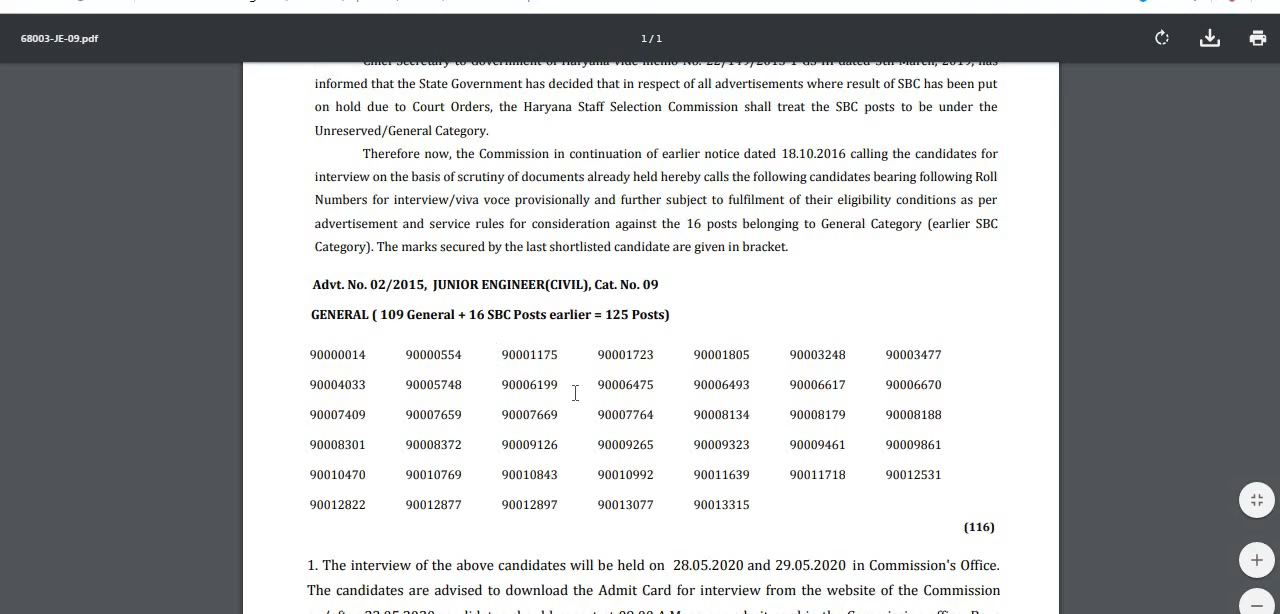 68003-JE-09.pdf
1 / 1
informed that the State Government has decided that in respect of all advertisements where result of SBC has been put
on hold due to Court Orders, the Haryana Staff Selection Commission shall treat the SBC posts to be under the
Unreserved/General Category.
Therefore now, the Commission in continuation of earlier notice dated 18.10.2016 calling the candidates for
interview on the basis of scrutiny of documents already held hereby calls the following candidates bearing following Roll
Numbers for interview/viva voce provisionally and further subject to fulfilment of their eligibility conditions as per
advertisement and service rules for consideration against the 16 posts belonging to General Category (earlier SBC
Category). The marks secured by the last shortlisted candidate are given in bracket.
Advt. No. 02/2015, JUNIOR ENGINEER(CIVIL), Cat. No. 09
GENERAL ( 109 General + 16 SBC Posts earlier = 125 Posts)
90000014 90000554 90001175 90001723 90001805 90003248 90003477
90004033 90005748 90006199 90006475 90006493 90006617 90006670
90007409 90007659 90007669 90007764 90008134 90008179 90008188
90008301 90008372 90009126 90009265 90009323 90009461 90009861
90010470 90010769 90010843 90010992 90011639 90011718 90012531
90012822 90012877 90012897 90013077 90013315
(116)
1. The interview of the above candidates will be held on 28.05.2020 and 29.05.2020 in Commission's Office.
The candidates are advised to download the Admit Card for interview from the website of the Commission